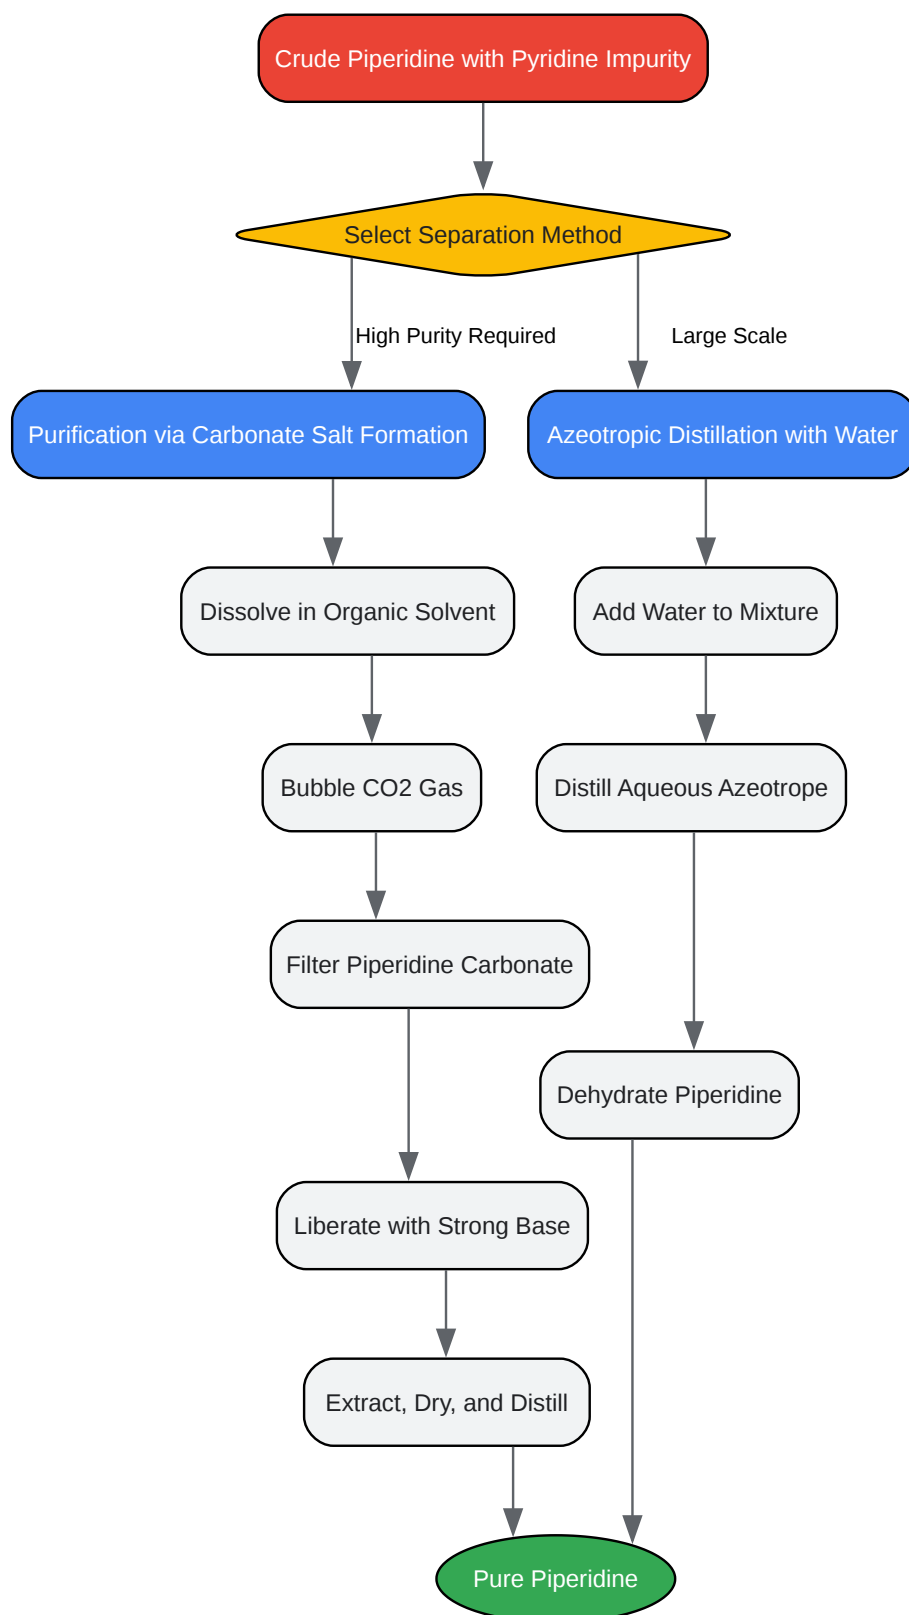 Crude Piperidine with Pyridine Impurity
Select Separation Method
High Purity Required
Large Scale
Purification via Carbonate Salt Formation
Azeotropic Distillation with Water
Dissolve in Organic Solvent
Add Water to Mixture
Bubble CO2 Gas
Distill Aqueous Azeotrope
Filter Piperidine Carbonate
Dehydrate Piperidine
Liberate with Strong Base
Extract, Dry, and Distill
Pure Piperidine